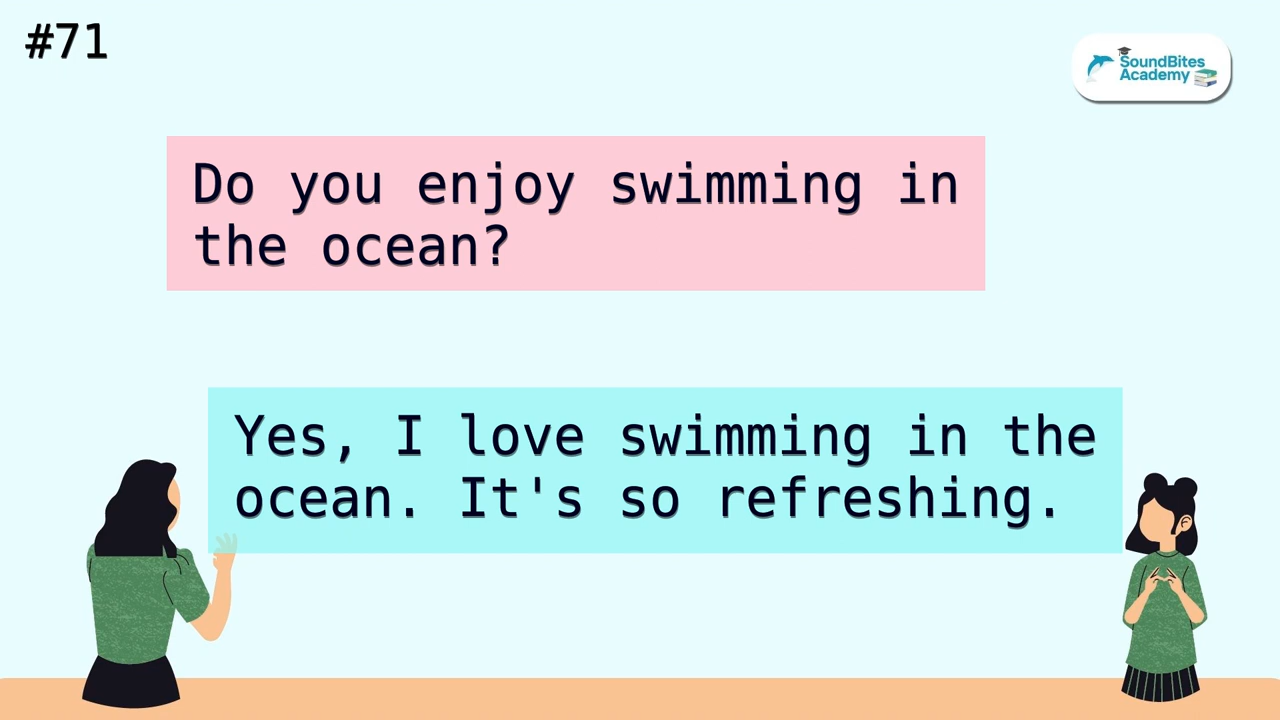 #71
SoundBites
Academy
Do you enjoy swimming in
the ocean?
Yes, I love swimming in the
ocean. It's so refreshing.